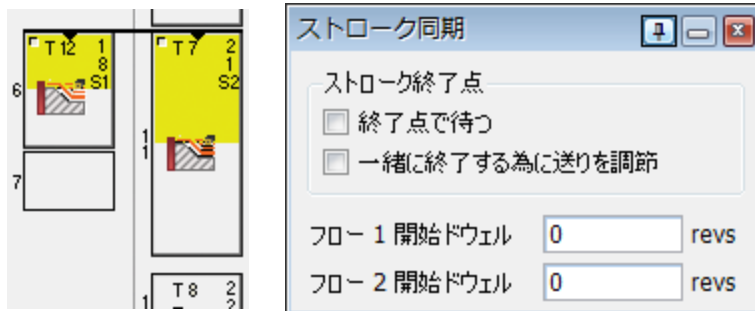 T 12 1
8
S1
6
7
T 7 2
1
S2
1
1
T 8 2
2
1
ストローク同期
ストローク終了点
終了点で待つ
一緒に終了する為に送りを調節
フロー 1 開始ドウェル 0 revs
フロー 2 開始ドウェル 0 revs